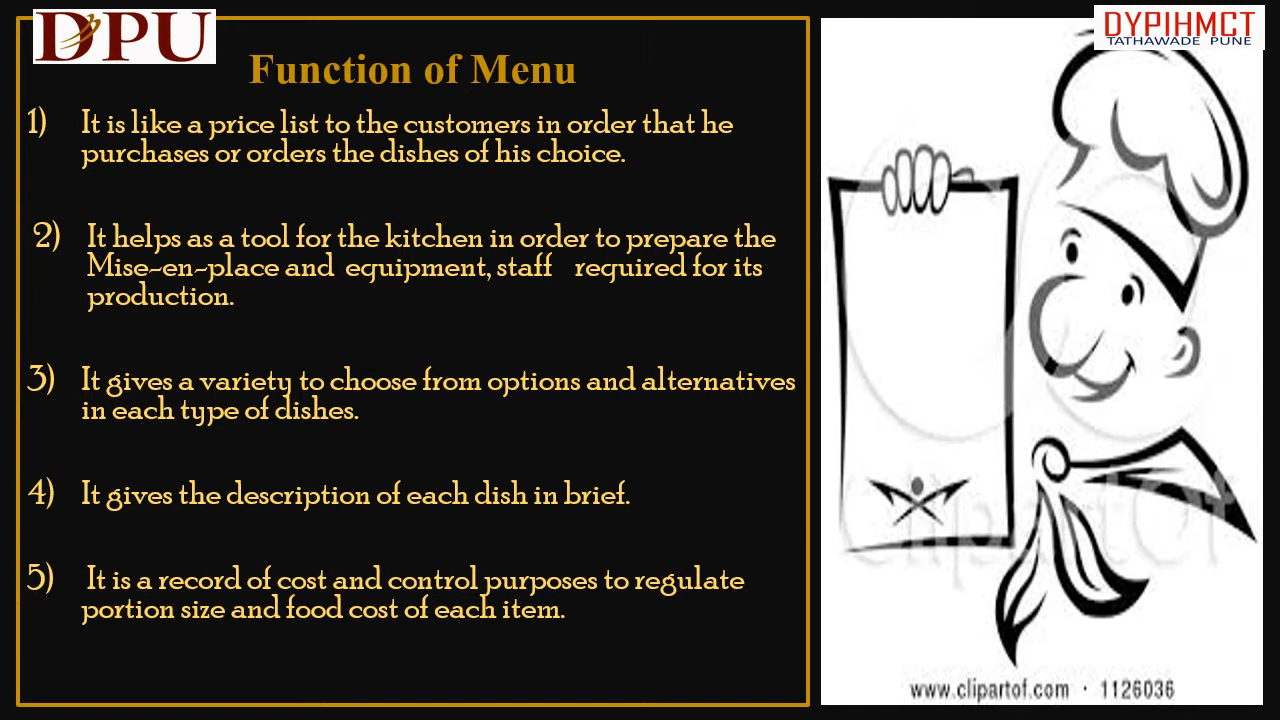 DPU
DYPIHMCT
TATHAWADE PUNE
Function of Menu
1) It is like a price list to the customers in order that he
purchases or orders the dishes of his choice.
2) It helps as a tool for the kitchen in order to prepare the
Mise-en-place and equipment, staff required for its
production.
3) It gives a variety to choose from options and alternatives
in each type of dishes.
4) It gives the description of each dish in brief.
5) It is a record of cost and control purposes to regulate
portion size and food cost of each item.
clipartof
www.clipartof.com · 1126036